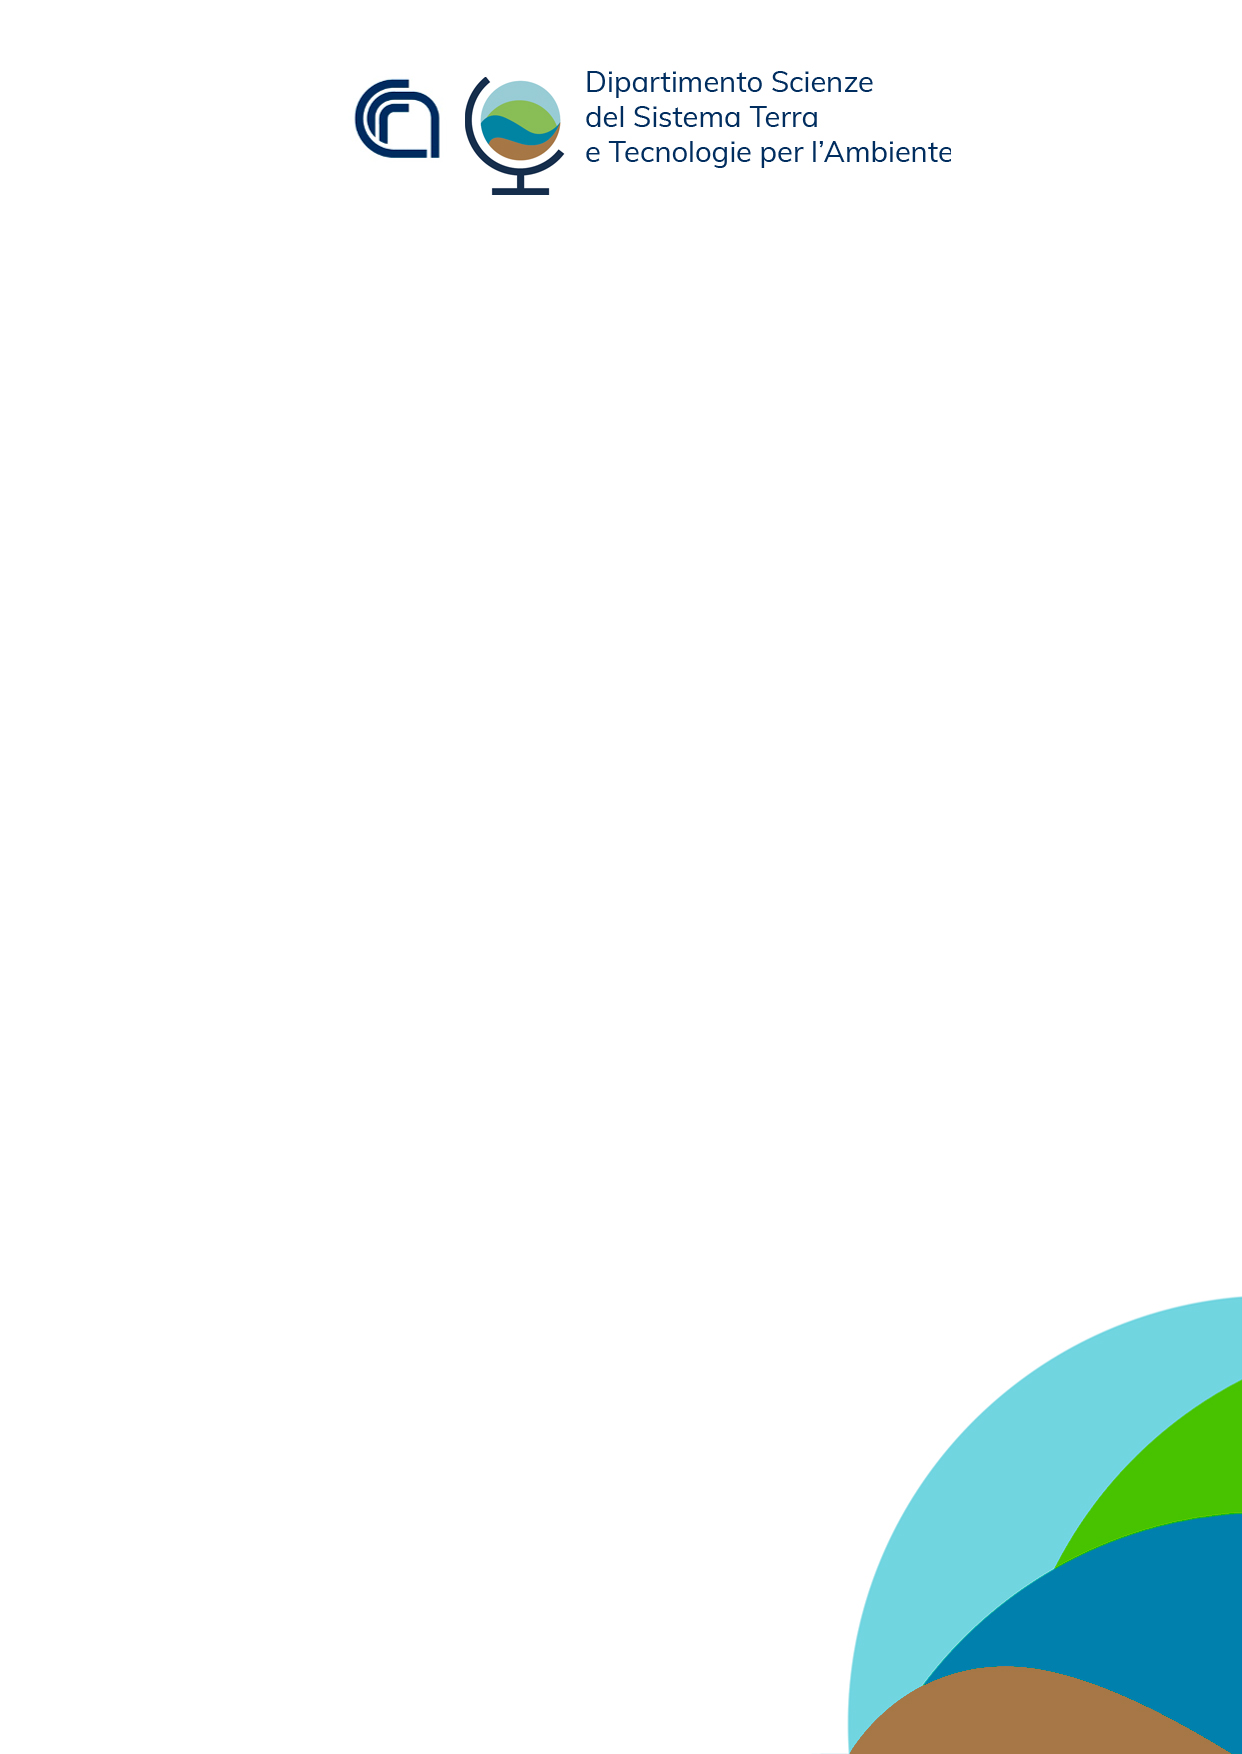 Dipartimento Scienze
del Sistema Terra
e Tecnologie per l’Ambiente